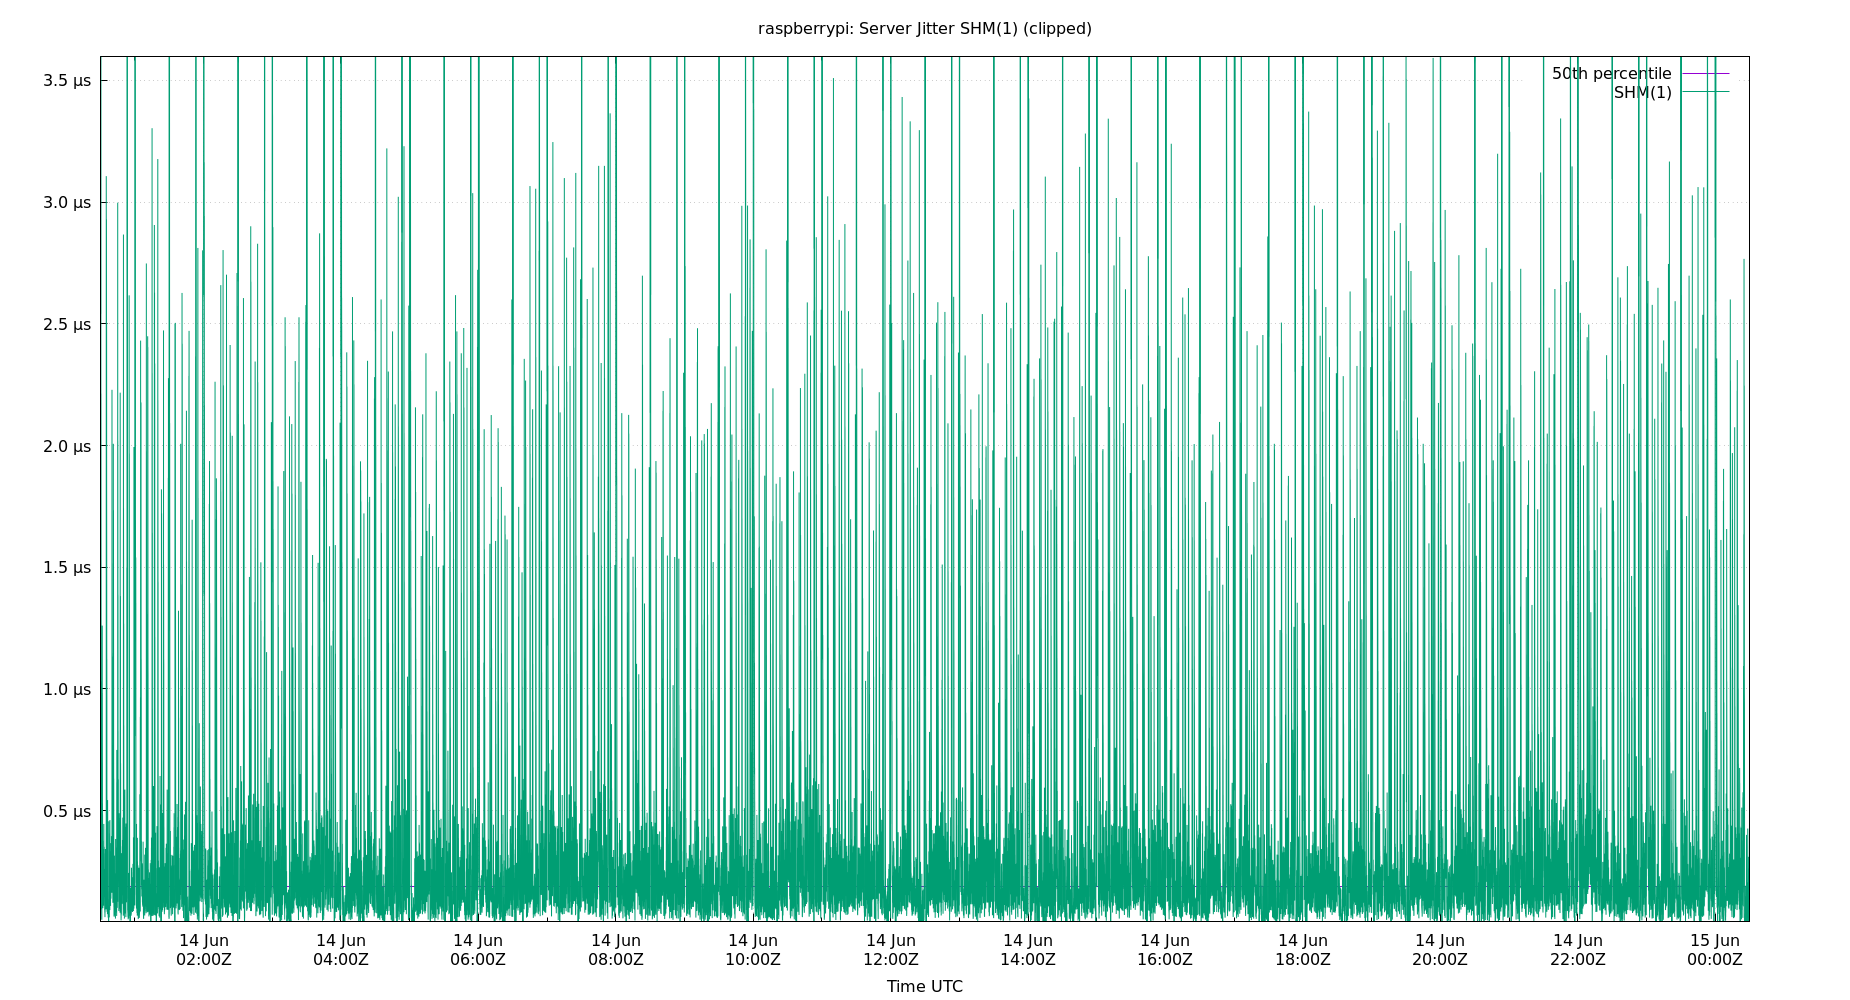 raspberrypi: Server Jitter SHM(1) (clipped)
50th percentile
SHM(1)
3.5 µs
3.0 µs
2.5 µs
2.0 µs
1.5 µs
1.0 µs
0.5 µs
14 Jun 14 Jun 14 Jun 14 Jun 14 Jun 14 Jun 14 Jun 14 Jun 14 Jun 14 Jun 14 Jun 15 Jun
02:00Z 04:00Z 06:00Z 08:00Z 10:00Z 12:00Z 14:00Z 16:00Z 18:00Z 20:00Z 22:00Z 00:00Z
Time UTC